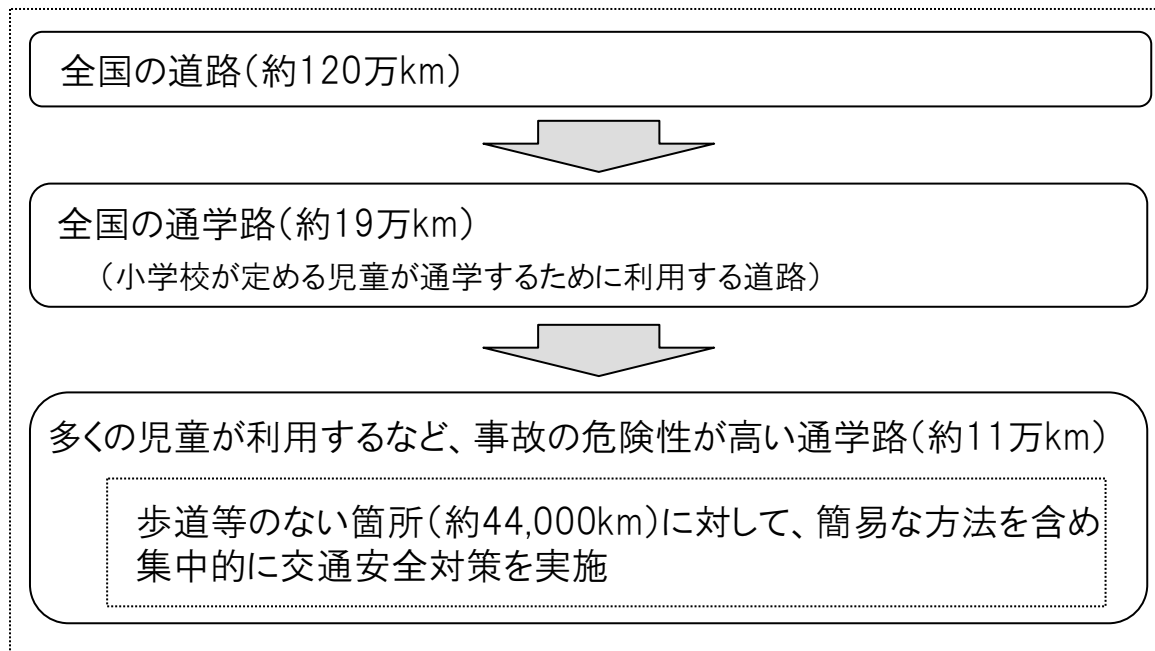 全国の道路（約120万km）
全国の通学路（約19万km）
（小学校が定める児童が通学するために利用する道路）
多くの児童が利用するなど、事故の危険性が高い通学路（約11万km）
歩道等のない箇所（約44,000km）に対して、簡易な方法を含め
集中的に交通安全対策を実施